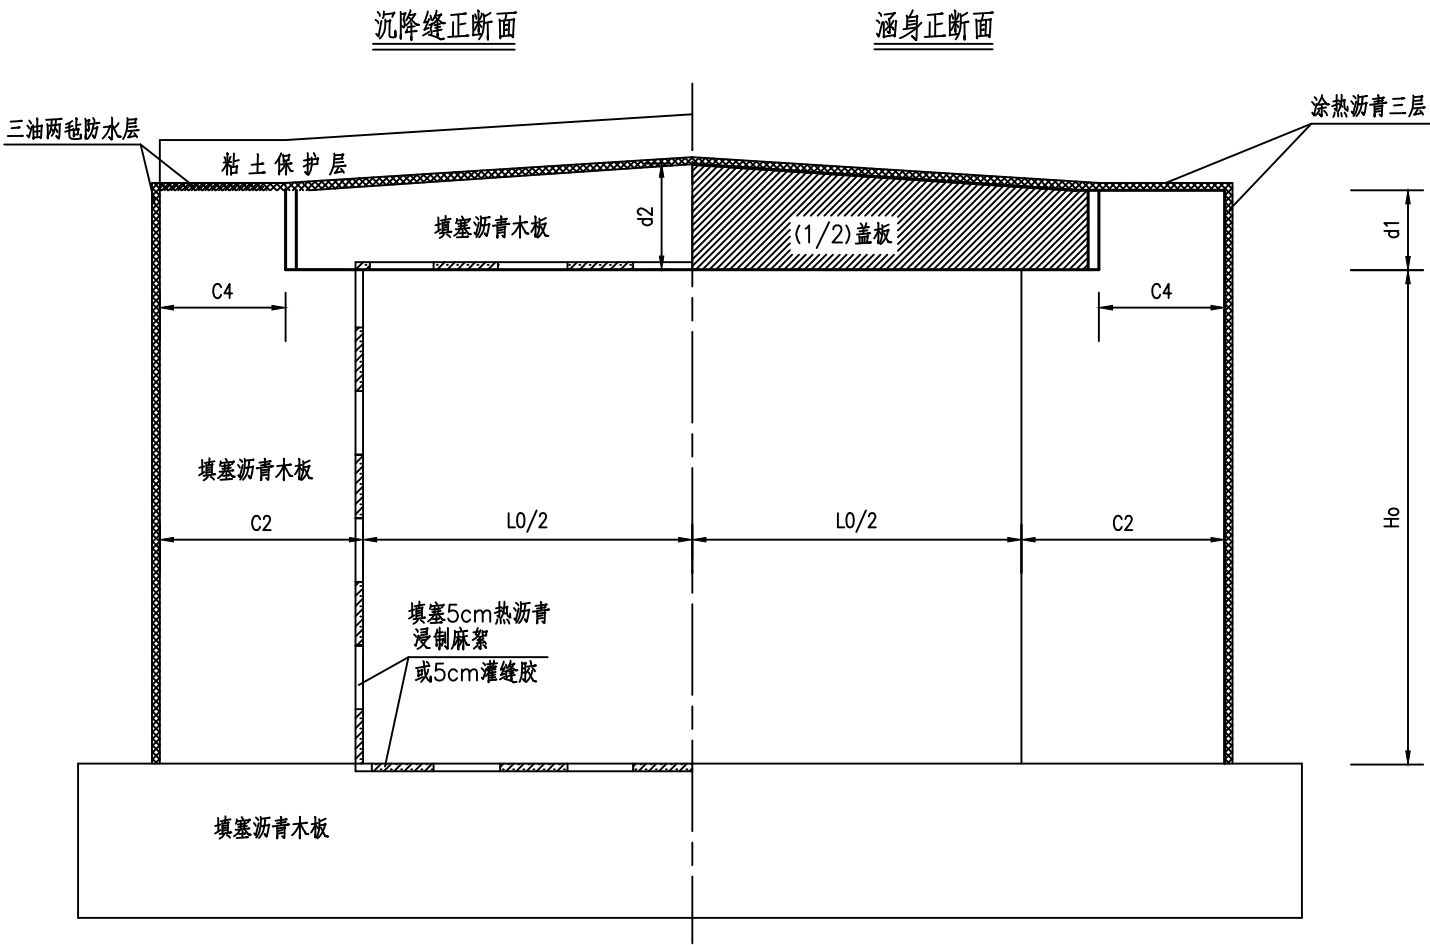 沉降缝正断面
涵身正断面
三油两毡防水层
涂热沥青三层
粘土保护层
填塞沥青木板
d2
(1/2)盖板
d1
C4
C4
填塞沥青木板
C2
L0/2
L0/2
C2
Ho
填塞5cm热沥青
浸制麻絮
或5cm灌缝胶
填塞沥青木板